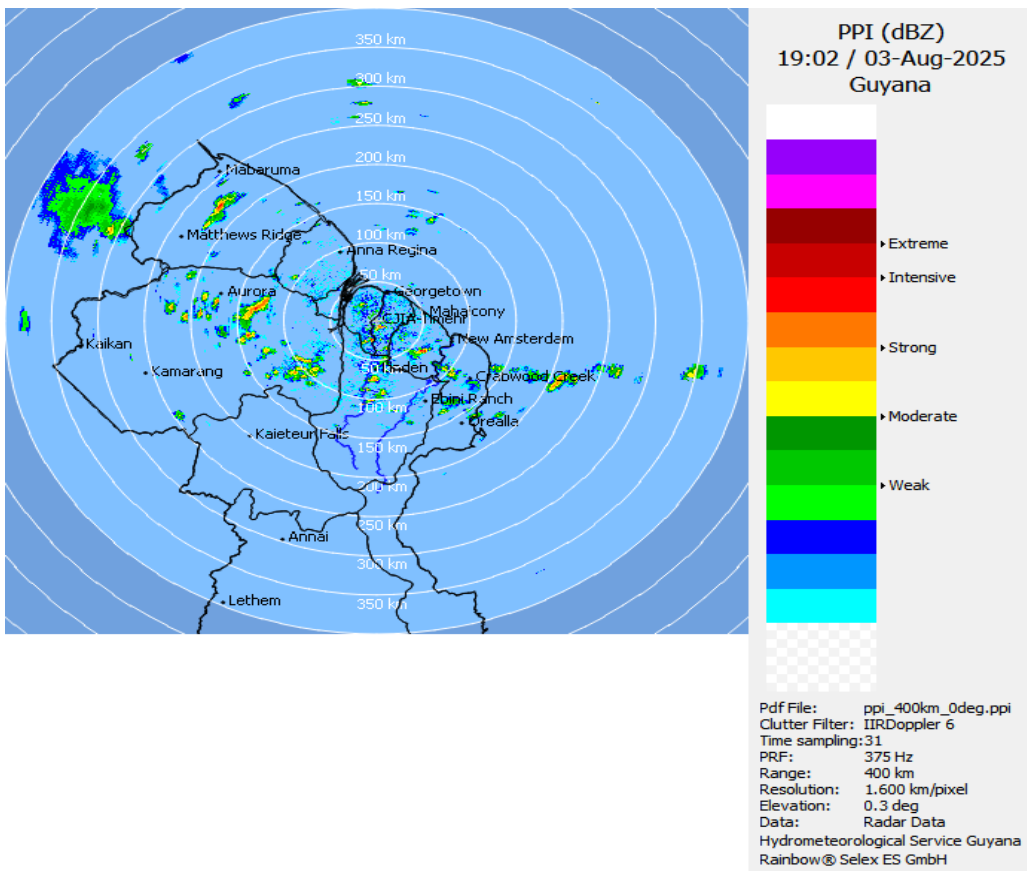 350 km
300 km
250 km
200 km
Mabaruma
150 km
Matthews Ridge
100 km
Anna Regina
50 km
Aurora
Georgetown
Mahaicony
CJIA-Timehri
New Amsterdam
Kaikan
Kamarang
50 km
Linden
Crabwood Creek
Ebini Ranch
100 km
Orealla
Kaieteur Falls
150 km
200 km
250 km
Annai
300 km
Lethem
350 km
PPI (dBZ)
19:02 / 03-Aug-2025
Guyana
Extreme
Intensive
Strong
Moderate
Weak
Pdf File: ppi_400km_0deg.ppi
Clutter Filter: IIRDoppler 6
Time sampling:31
PRF: 375 Hz
Range: 400 km
Resolution: 1.600 km/pixel
Elevation: 0.3 deg
Data: Radar Data
Hydrometeorological Service Guyana
Rainbow® Selex ES GmbH